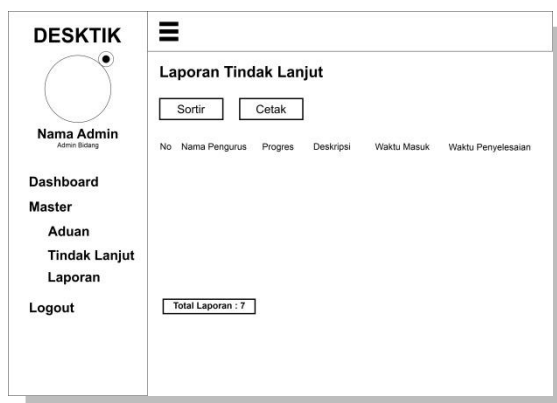 DESKTIK
Nama Admin
Admin Bidang
Dashboard
Master
Aduan
Tindak Lanjut
Laporan
Logout
Laporan Tindak Lanjut
Sortir Cetak
No Nama Pengurus Progres Deskripsi Waktu Masuk Waktu Penyelesaian
Total Laporan : 7